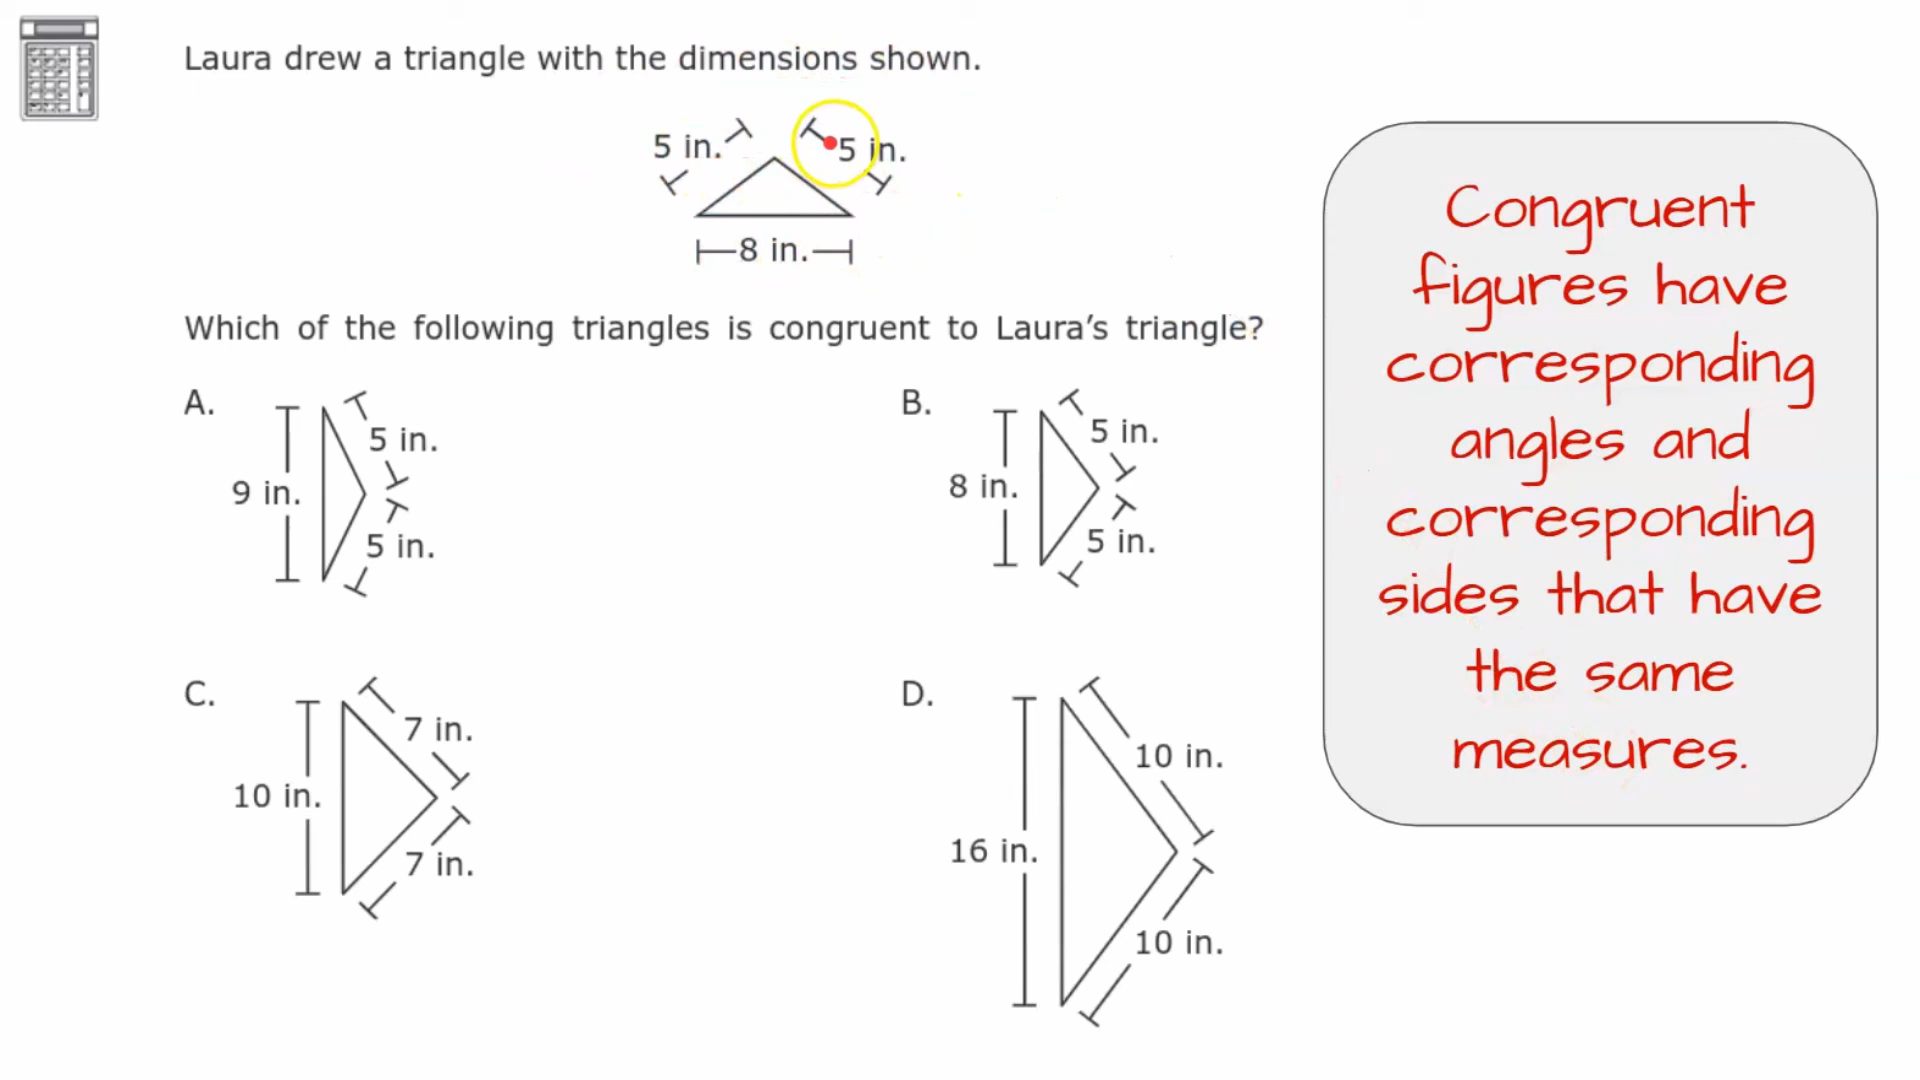 Laura drew a triangle with the dimensions shown.
5 in.
5 in.
8 in.
Which of the following triangles is congruent to Laura’s triangle?
A.
9 in.
5 in.
5 in.
B.
8 in.
5 in.
5 in.
C.
10 in.
7 in.
7 in.
D.
16 in.
10 in.
10 in.
Congruent
figures have
corresponding
angles and
corresponding
sides that have
the same
measures.